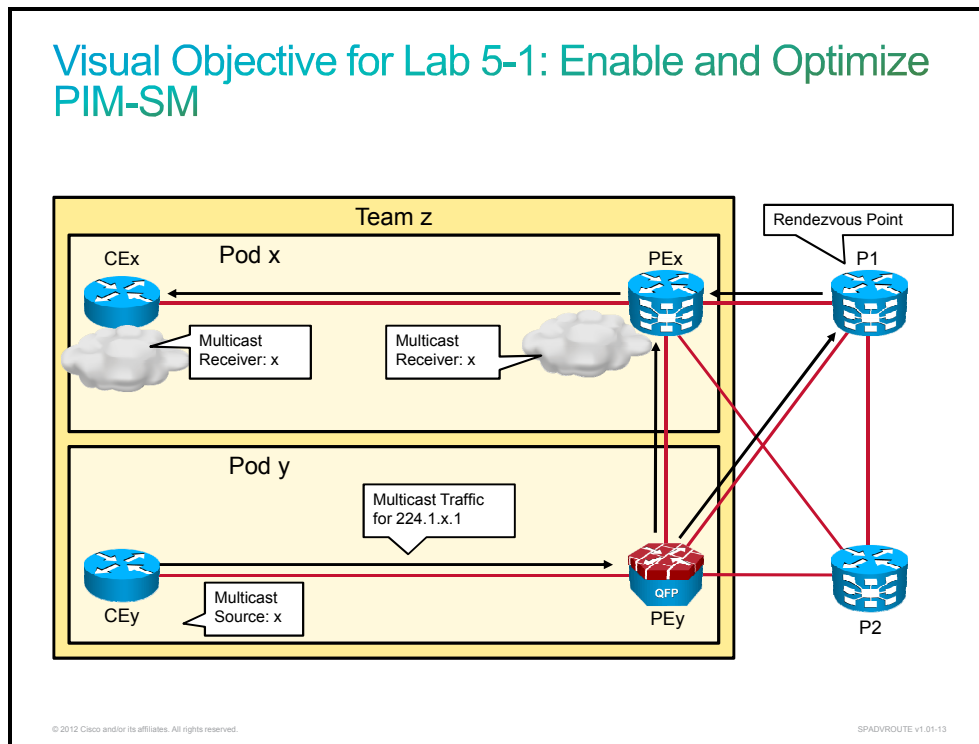 Visual Objective for Lab 5-1: Enable and Optimize
PIM-SM
Team z
Rendezvous Point
Pod x
CEx
PEx
P1
Multicast
Receiver: x
Multicast
Receiver: x
Pod y
Multicast Traffic
for 224.1.x.1
CEy
Multicast
Source: x
QFP
PEy
P2
© 2012 Cisco and/or its affiliates. All rights reserved.
SPADVROUTE v1.01-13